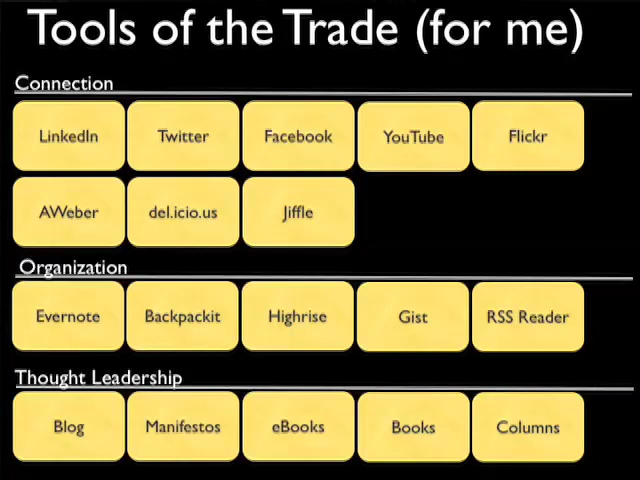 Tools of the Trade (for me)
Connection
LinkedIn Twitter Facebook YouTube Flickr
AWeber del.icio.us Jiffle
Organization
Evernote Backpackit Highrise Gist RSS Reader
Thought Leadership
Blog Manifestos eBooks Books Columns